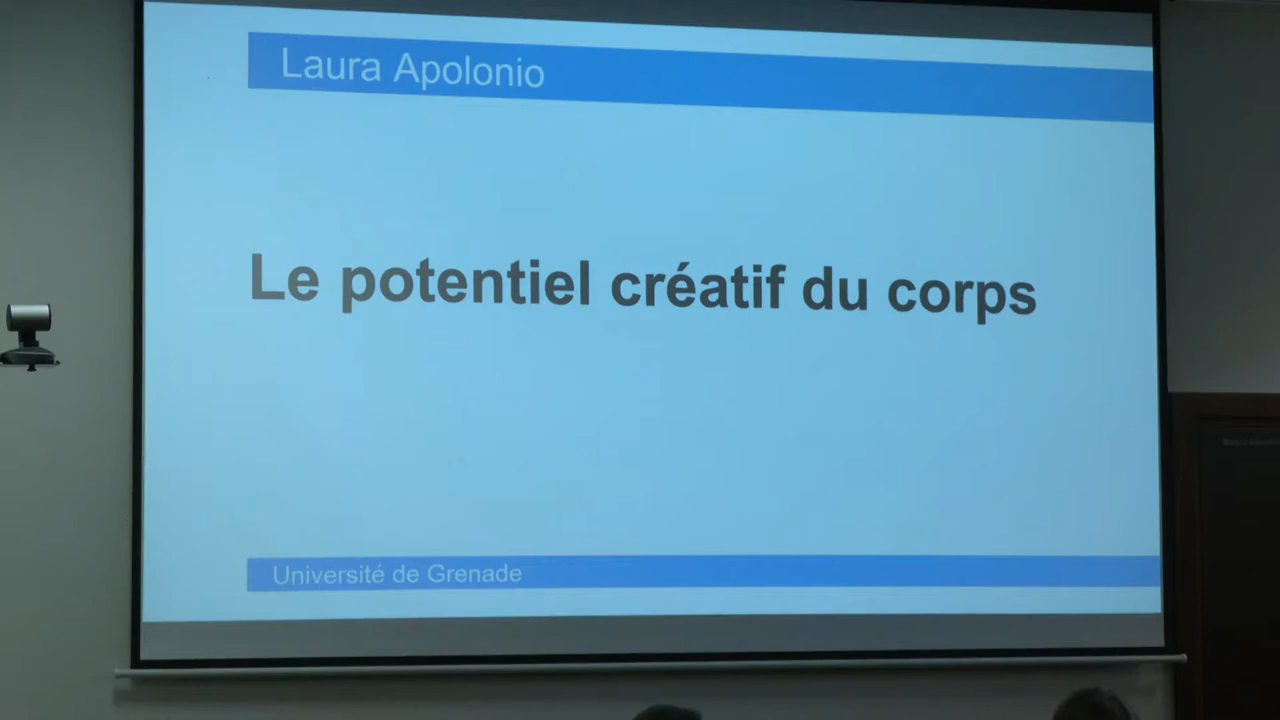 Laura Apolonio
Le potentiel créatif du corps
Université de Grenade